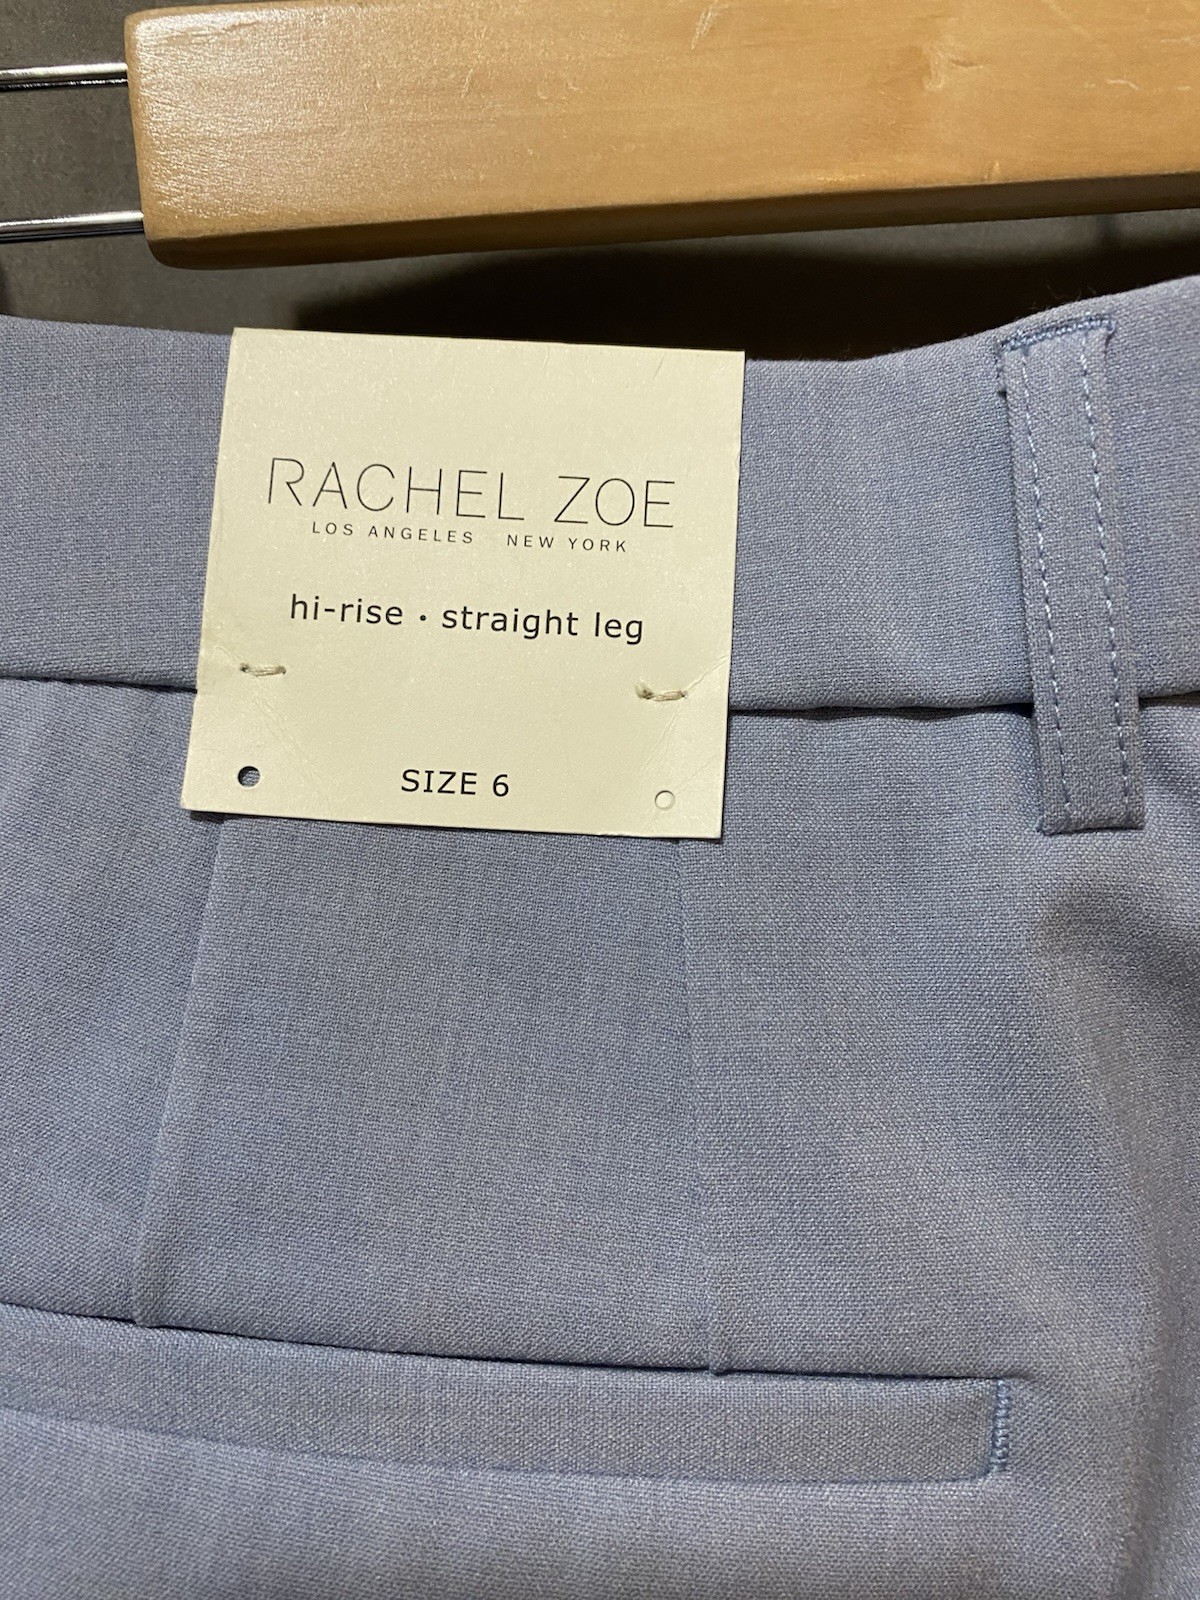 RACHEL ZOE
LOS ANGELES NEW YORK
hi-rise • straight leg
SIZE 6